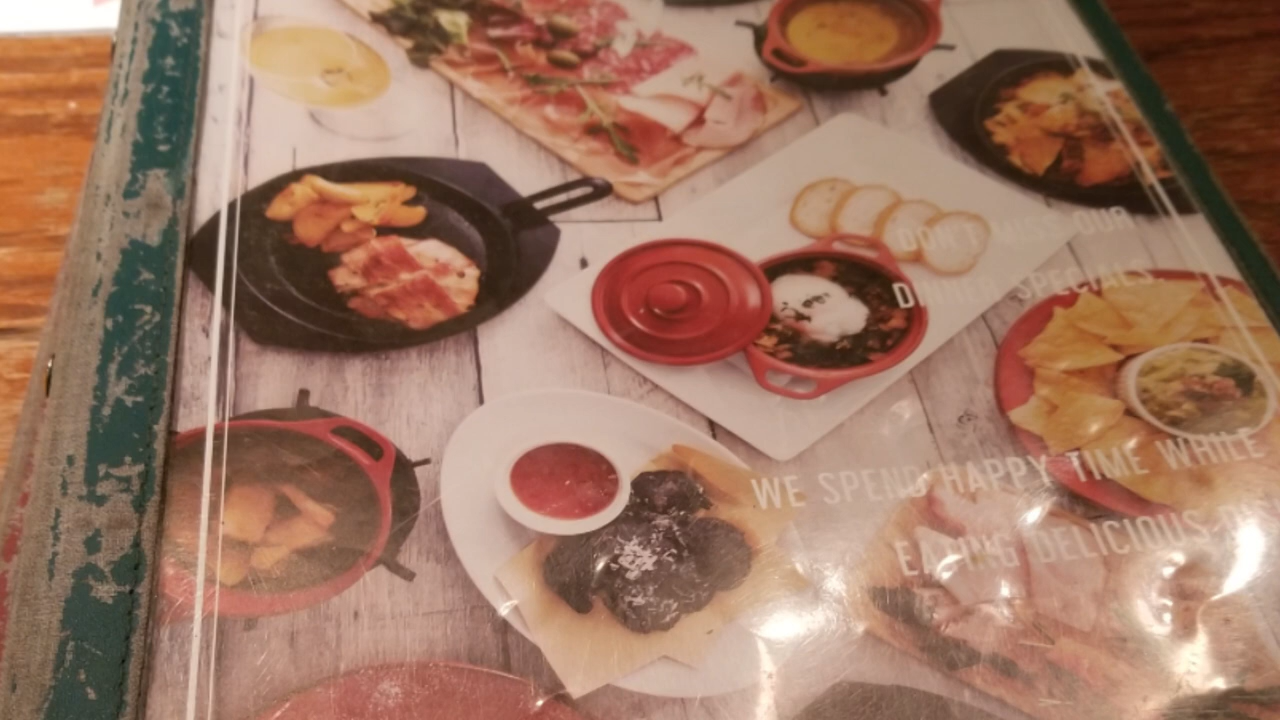 DON'T MISS OUR
DINNER SPECIALS.
WE SPEND HAPPY TIME WHILE
EATING DELICIOUS